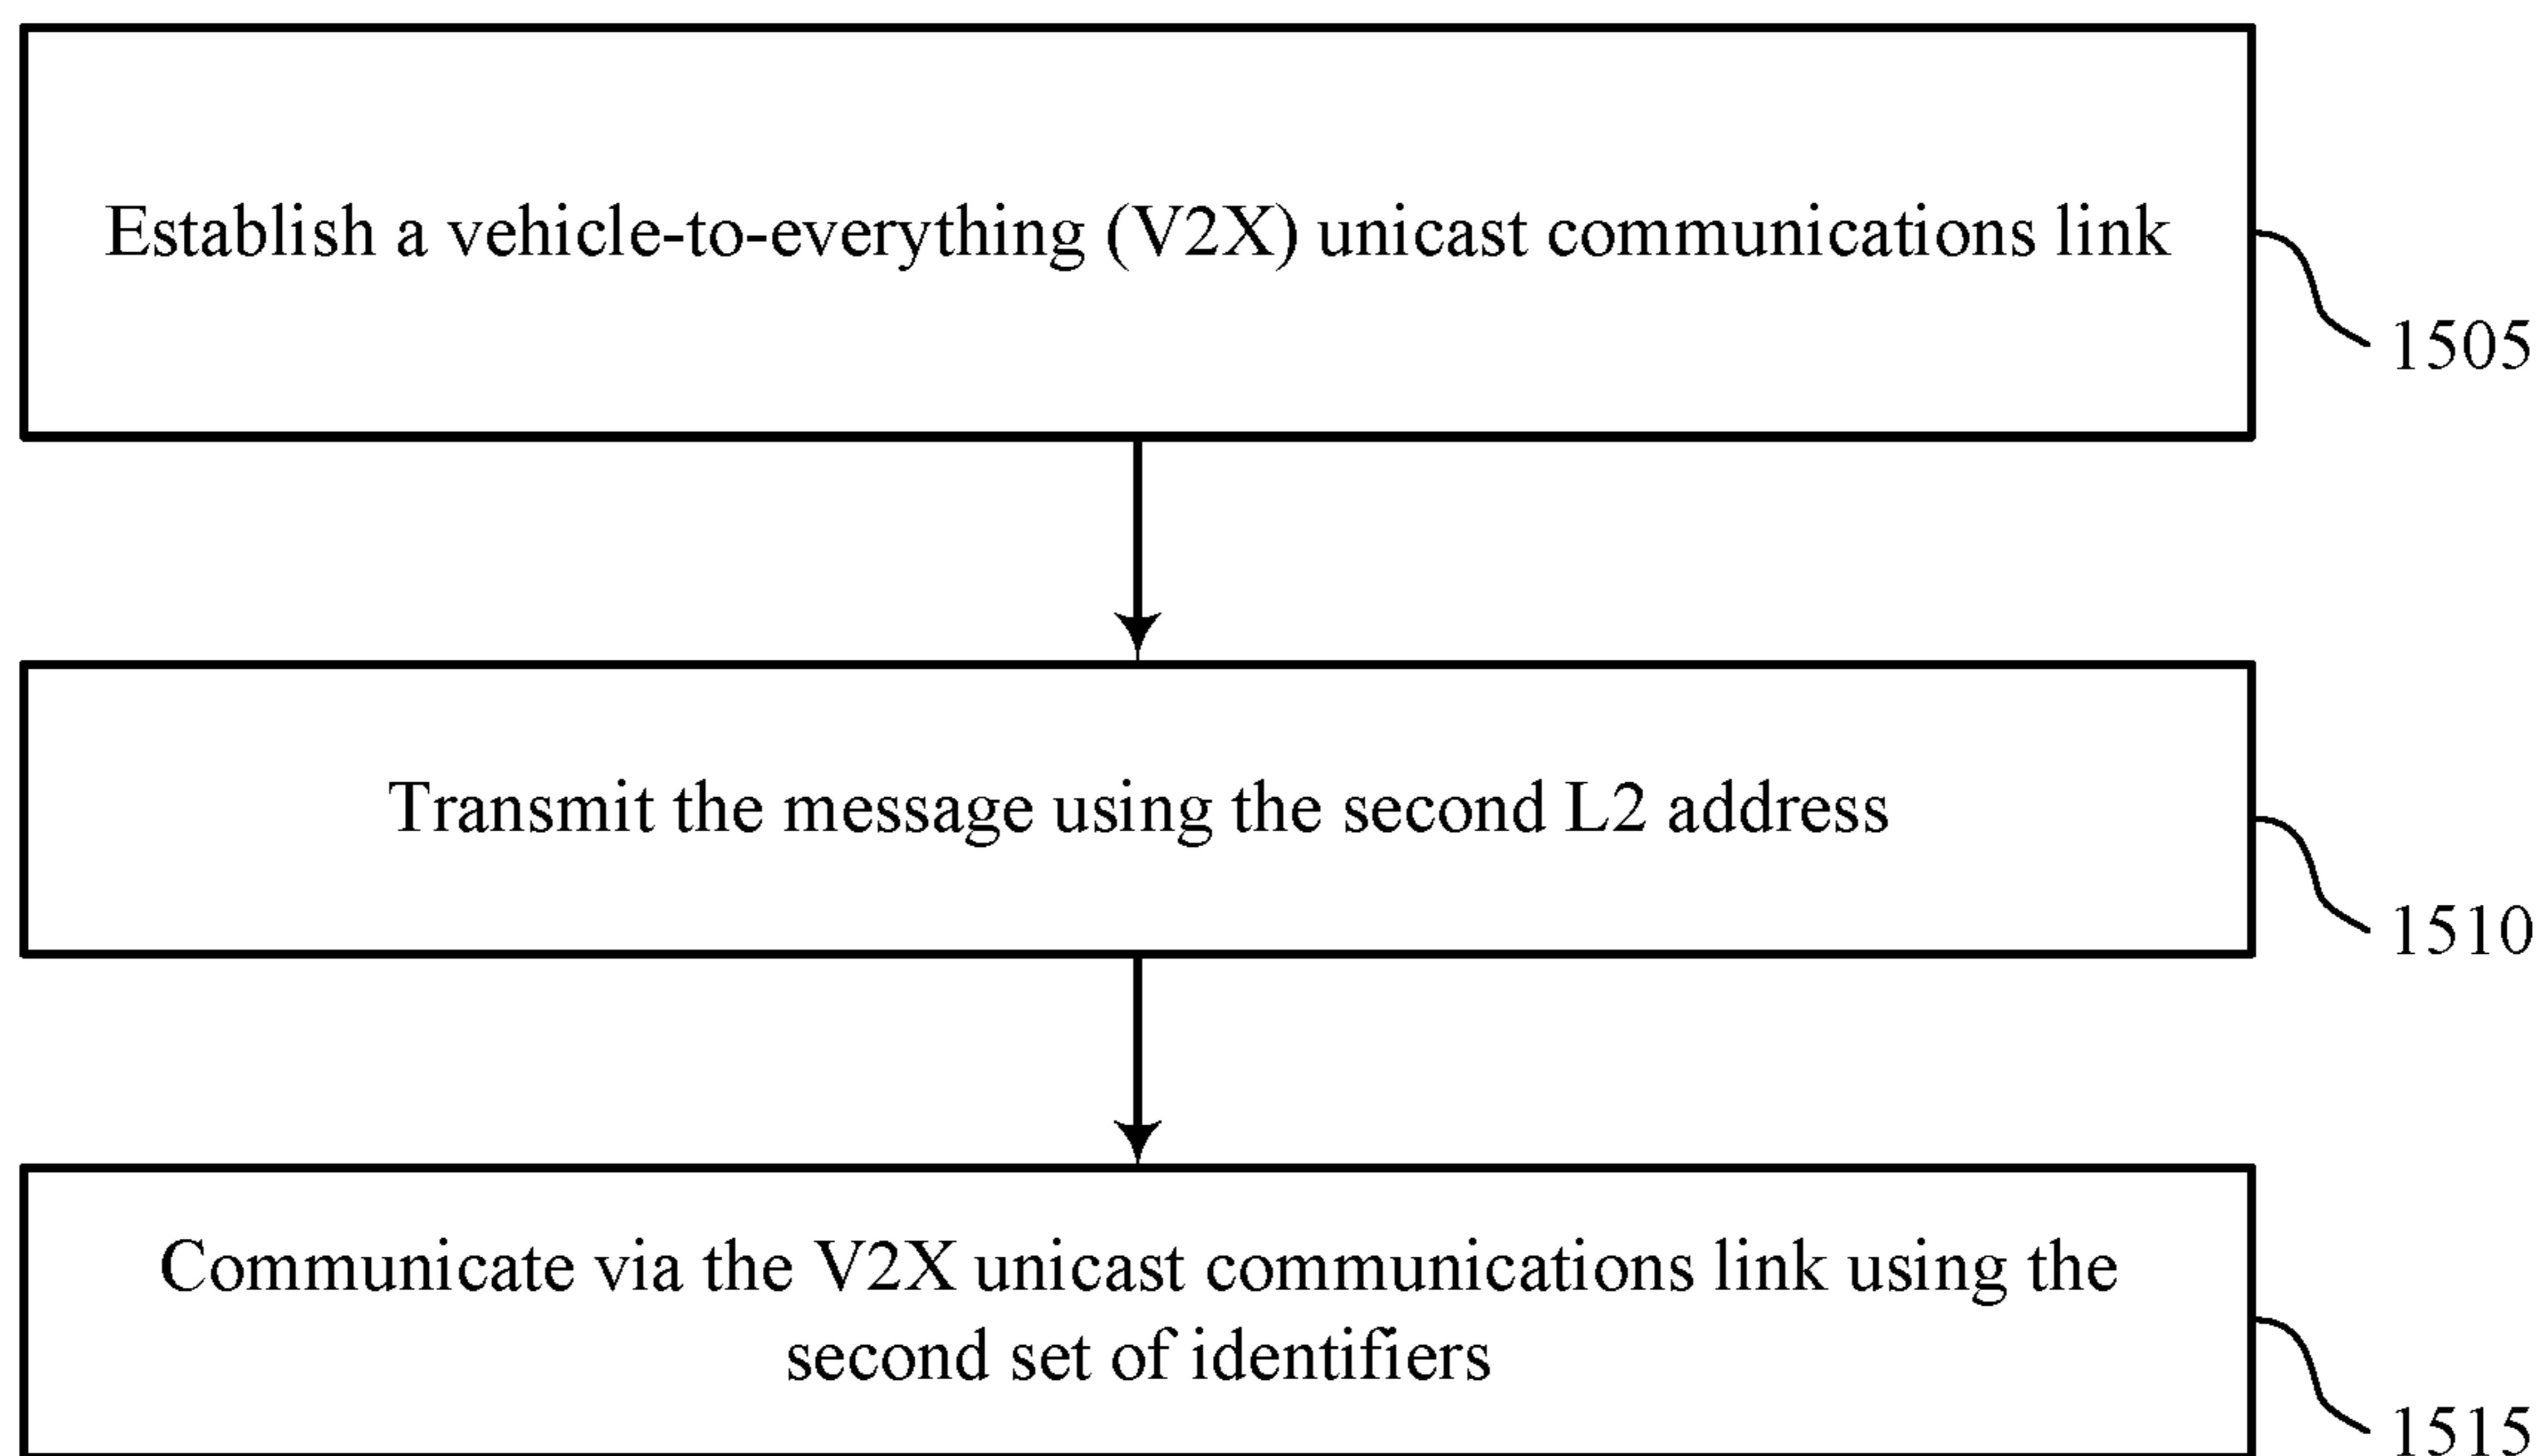 Establish a vehicle-to-everything (V2X) unicast communications link
1505
Transmit the message using the second L2 address
1510
Communicate via the V2X unicast communications link using the
second set of identifiers
1515